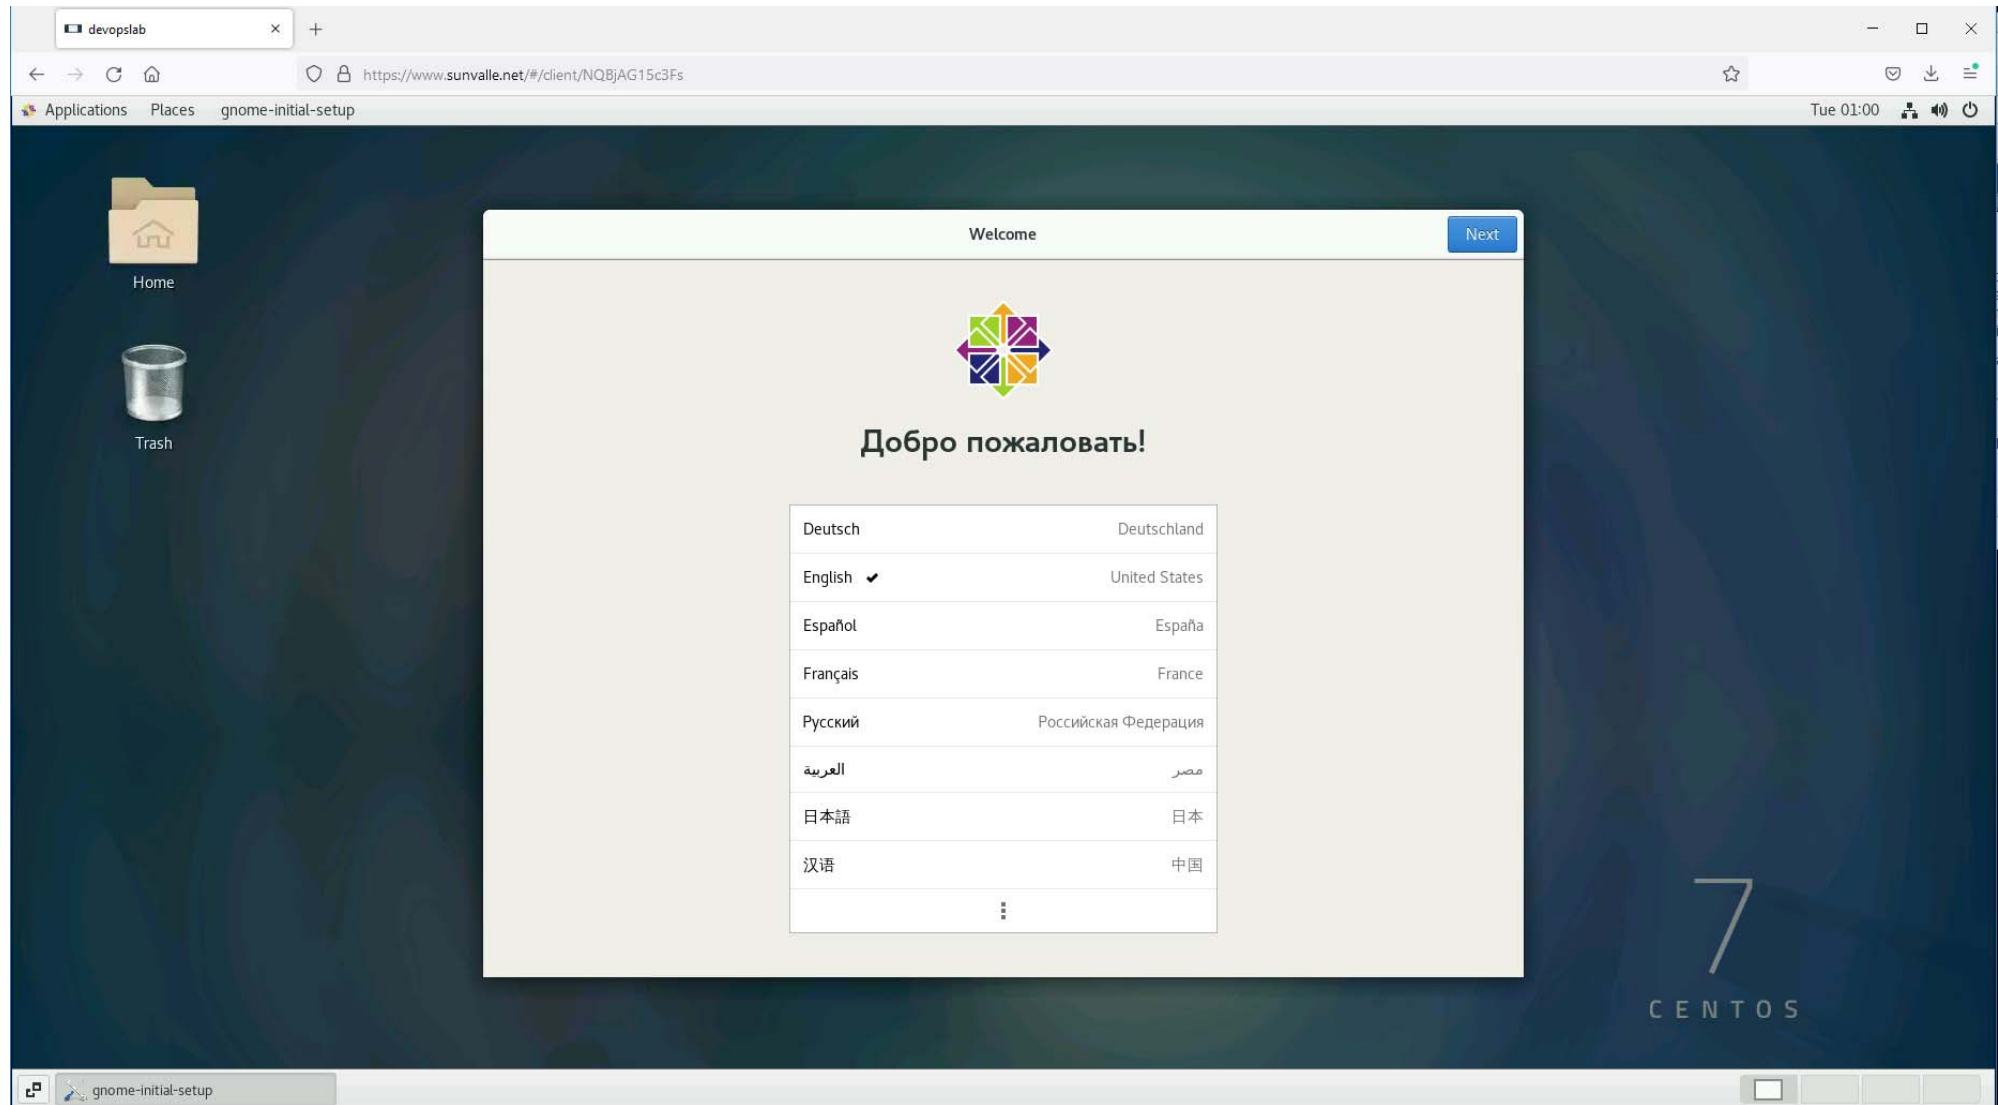 devopslab
https://www.sunvalle.net/#/client/NQBjAG15c3Fs
Applications Places gnome-initial-setup Tue 01:00
Home
Trash
Welcome Next
Добро пожаловать!
Deutsch Deutschland
English United States
Español España
Français France
Русский Российская Федерация
العربية مصر
日本語 日本
汉语 中国
7
CENTOS
gnome-initial-setup